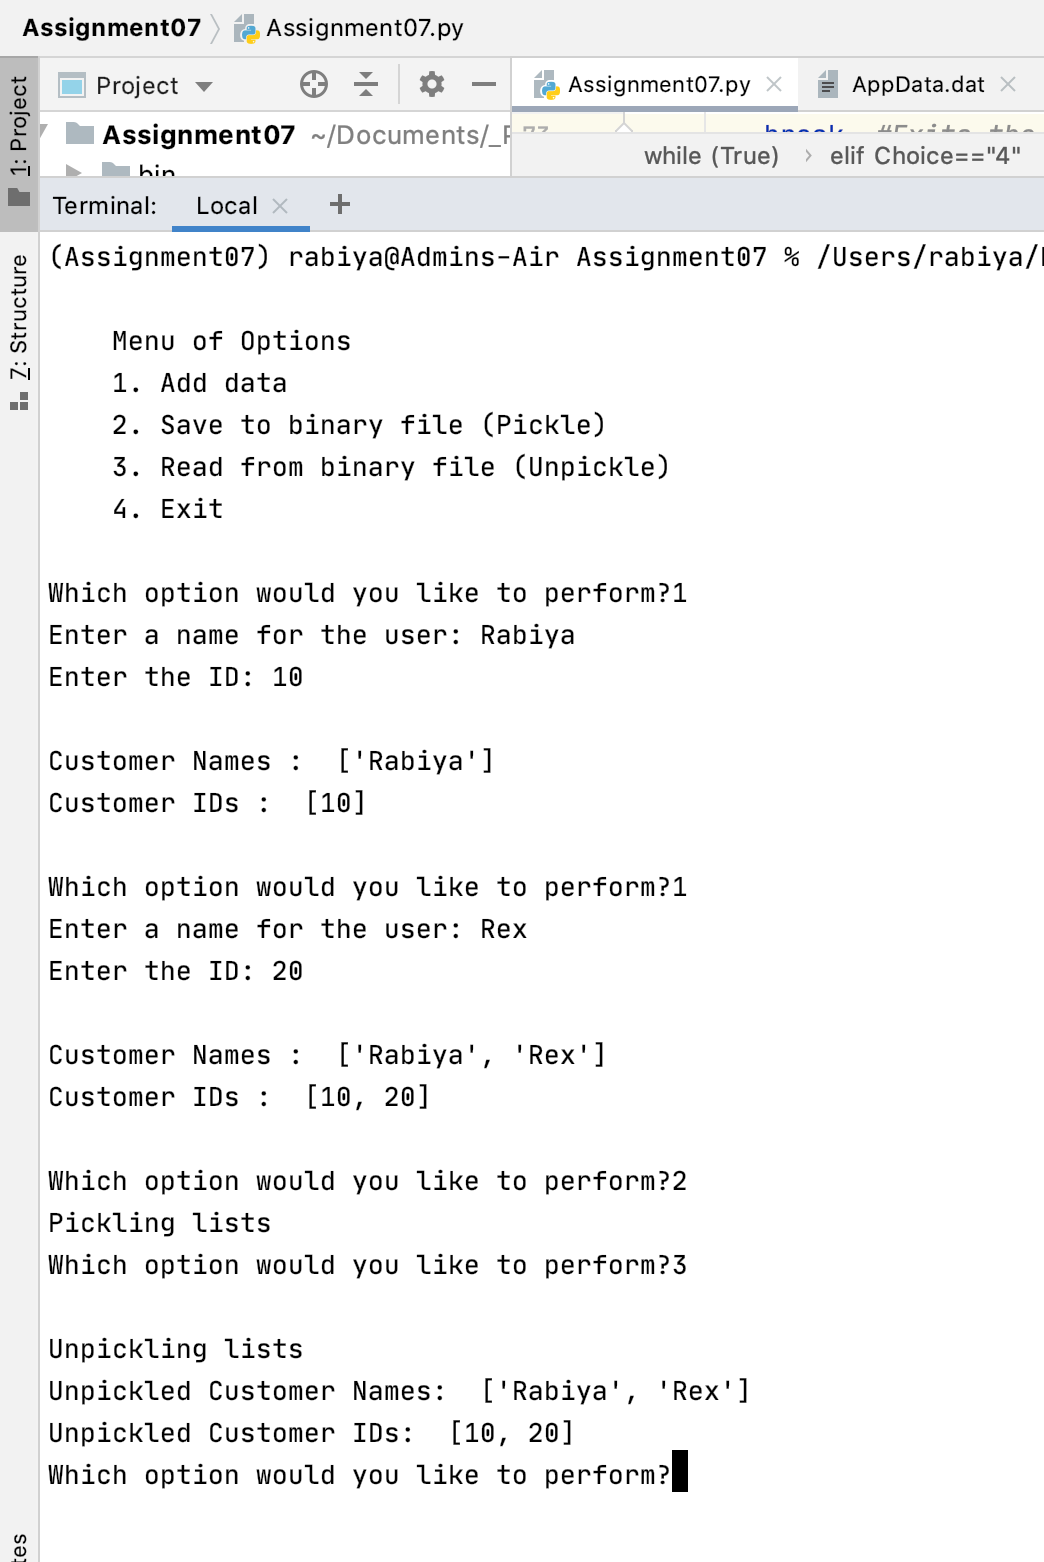 Assignment07 Assignment07.py
1: Project
Project
Assignment07.py
AppData.dat
Assignment07 ~/Documents/_
bin
while (True) › elif Choice=="4"
Terminal: Local +
7: Structure
(Assignment07) rabiya@Admins-Air Assignment07 % /Users/rabiya/
Menu of Options
1. Add data
2. Save to binary file (Pickle)
3. Read from binary file (Unpickle)
4. Exit
Which option would you like to perform?1
Enter a name for the user: Rabiya
Enter the ID: 10
Customer Names :  ['Rabiya']
Customer IDs :  [10]
Which option would you like to perform?1
Enter a name for the user: Rex
Enter the ID: 20
Customer Names :  ['Rabiya', 'Rex']
Customer IDs :  [10, 20]
Which option would you like to perform?2
Pickling lists
Which option would you like to perform?3
Unpickling lists
Unpickled Customer Names:  ['Rabiya', 'Rex']
Unpickled Customer IDs:  [10, 20]
Which option would you like to perform?